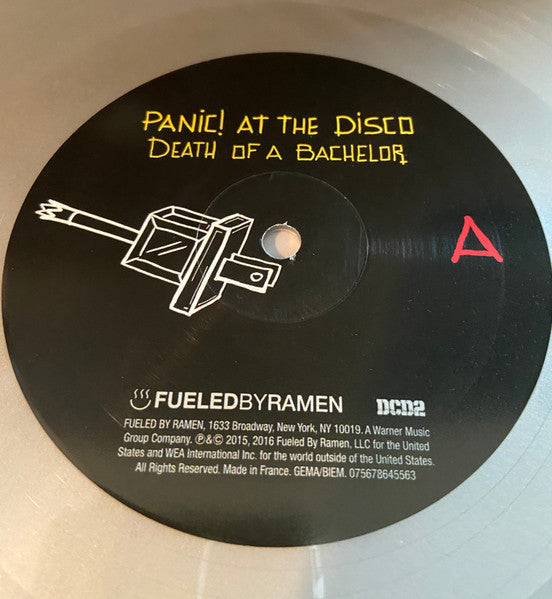 PANIC! AT THE DISCO
DEATH OF A BACHELOR
A
FUELEDBYRAMEN DCD2
FUELED BY RAMEN, 1633 Broadway, New York, NY 10019. A Warner Music
Group Company. ℗&© 2015, 2016 Fueled By Ramen, LLC for the United
States and WEA International Inc. for the world outside of the United States.
All Rights Reserved. Made in France. GEMA/BIEM. 075678645563